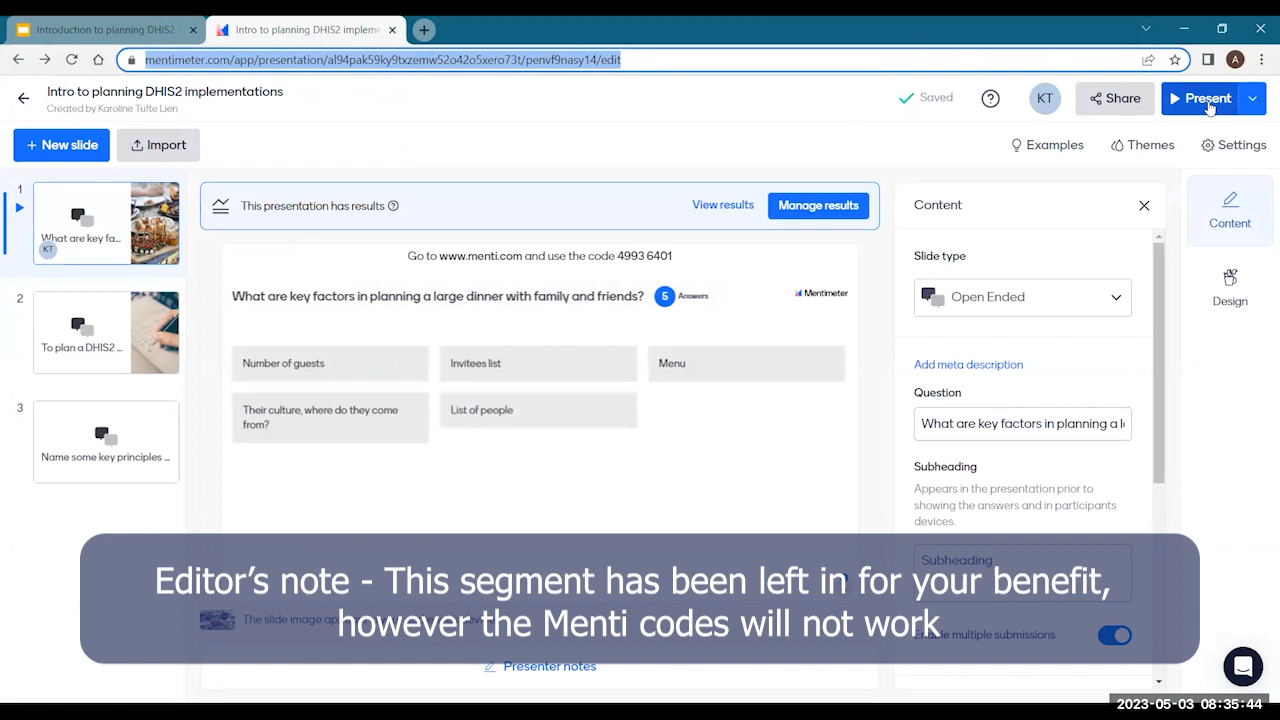 Introduction to planning DHIS2
Intro to planning DHIS2 impleme
mentimeter.com/app/presentation/al94pak59ky9txzemw52o42o5xero73t/penvf9nasy14/edit
A
Intro to planning DHIS2 implementations
Created by Karoline Tufte Lien
Saved
KT
Share
Present
+ New slide
Import
Examples
Themes
Settings
1
What are key fa...
KT
2
To plan a DHIS2 ...
3
Name some key principles ...
This presentation has results
View results
Manage results
Go to www.menti.com and use the code 4993 6401
What are key factors in planning a large dinner with family and friends?
5 Answers
Mentimeter
Number of guests
Invitees list
Menu
Their culture, where do they come
from?
List of people
The slide image
Presenter notes
Content
Slide type
Open Ended
Add meta description
Question
What are key factors in planning a l
Subheading
Appears in the presentation prior to
showing the answers and in participants
devices.
Subheading
Enable multiple submissions
Content
Design
Editor's note - This segment has been left in for your benefit,
however the Menti codes will not work
2023-05-03 08:35:44